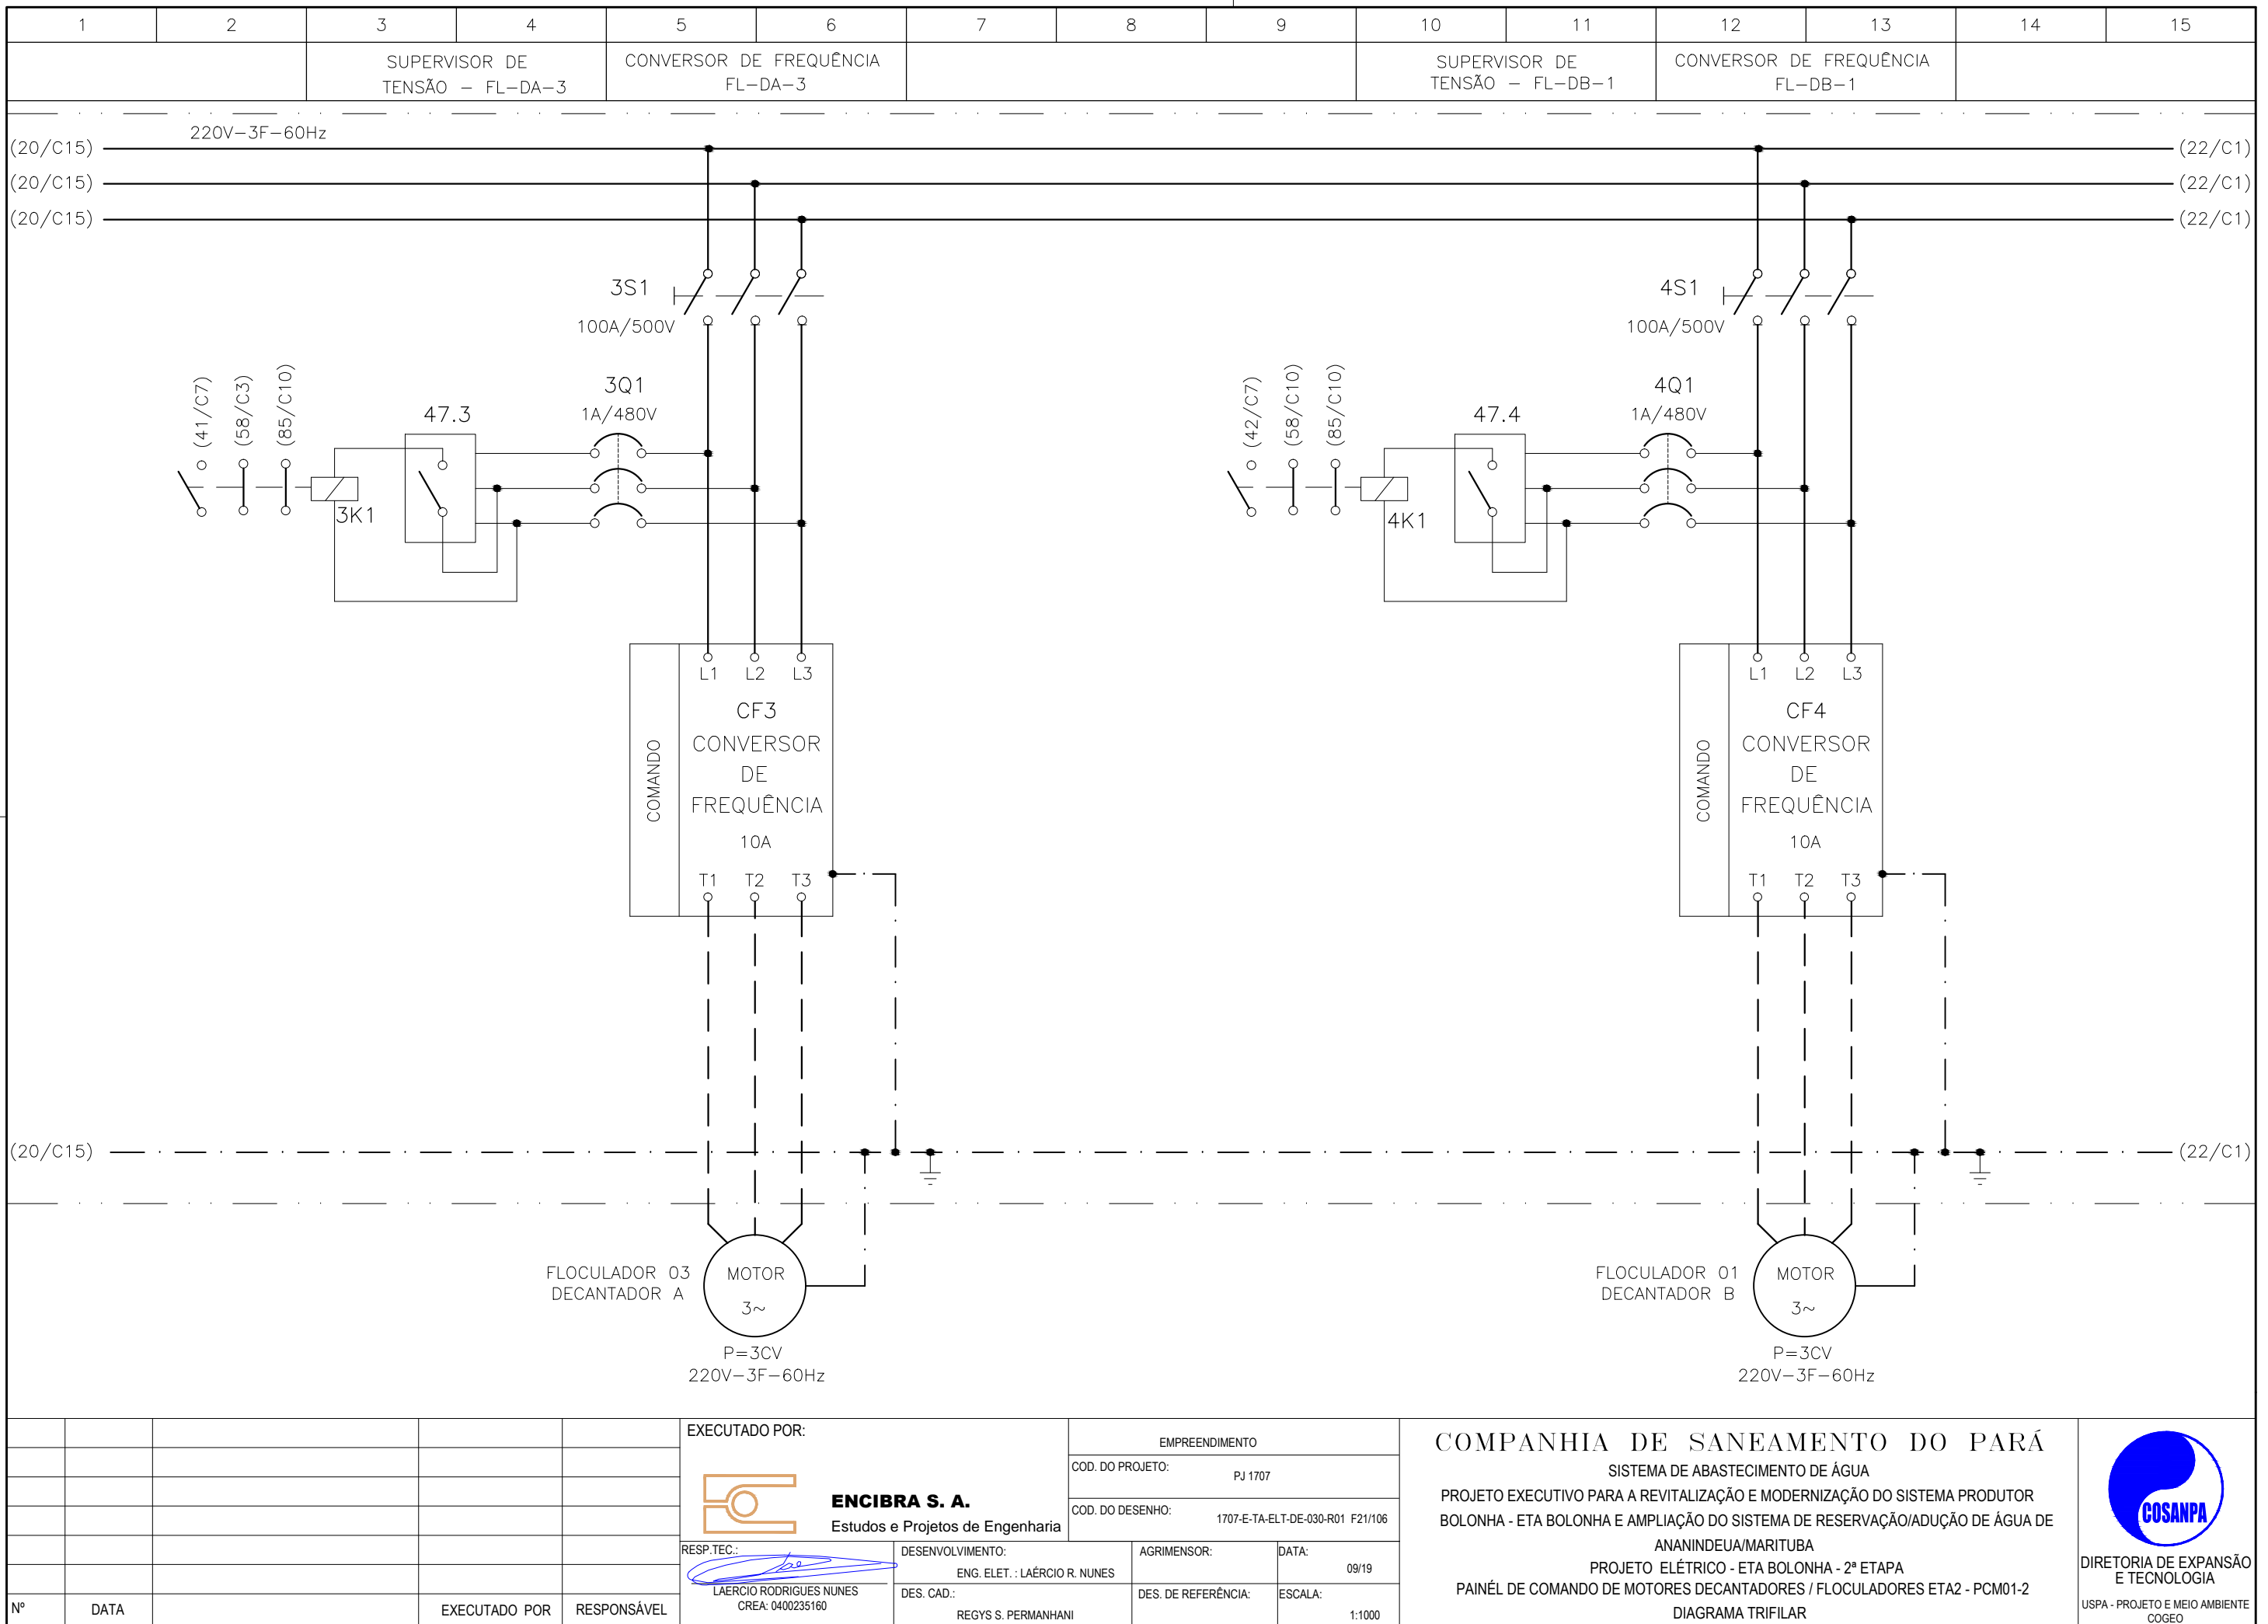 1 2 3 4 5 6 7 8 9 10 11 12 13 14 15
SUPERVISOR DE
TENSÃO – FL–DA–3
CONVERSOR DE FREQUÊNCIA
FL–DA–3
SUPERVISOR DE
TENSÃO – FL–DB–1
CONVERSOR DE FREQUÊNCIA
FL–DB–1
220V–3F–60Hz
(20/C15) (22/C1)
(20/C15) (22/C1)
(20/C15) (22/C1)
3S1
100A/500V
(41/C7)
(58/C3)
(85/C10)
3K1
47.3
3Q1
1A/480V
COMANDO
L1 L2 L3
CF3
CONVERSOR
DE
FREQUÊNCIA
10A
T1 T2 T3
4S1
100A/500V
(42/C7)
(58/C10)
(85/C10)
4K1
47.4
4Q1
1A/480V
COMANDO
L1 L2 L3
CF4
CONVERSOR
DE
FREQUÊNCIA
10A
T1 T2 T3
(20/C15) (22/C1)
FLOCULADOR 03
DECANTADOR A
MOTOR
3~
P=3CV
220V–3F–60Hz
FLOCULADOR 01
DECANTADOR B
MOTOR
3~
P=3CV
220V–3F–60Hz
Nº DATA EXECUTADO POR RESPONSÁVEL
EXECUTADO POR:
ENCIBRA S. A.
Estudos e Projetos de Engenharia
EMPREENDIMENTO
COD. DO PROJETO: PJ 1707
COD. DO DESENHO: 1707-E-TA-ELT-DE-030-R01 F21/106
RESP.TEC.:
LAERCIO RODRIGUES NUNES
CREA: 0400235160
DESENVOLVIMENTO:
ENG. ELET. : LAÉRCIO R. NUNES
AGRIMENSOR:
DATA:
09/19
DES. CAD.:
REGYS S. PERMANHANI
DES. DE REFERÊNCIA:
ESCALA:
1:1000
COMPANHIA DE SANEAMENTO DO PARÁ
SISTEMA DE ABASTECIMENTO DE ÁGUA
PROJETO EXECUTIVO PARA A REVITALIZAÇÃO E MODERNIZAÇÃO DO SISTEMA PRODUTOR
BOLONHA - ETA BOLONHA E AMPLIAÇÃO DO SISTEMA DE RESERVAÇÃO/ADUÇÃO DE ÁGUA DE
ANANINDEUA/MARITUBA
PROJETO ELÉTRICO - ETA BOLONHA - 2ª ETAPA
PAINÉL DE COMANDO DE MOTORES DECANTADORES / FLOCULADORES ETA2 - PCM01-2
DIAGRAMA TRIFILAR
COSANPA
DIRETORIA DE EXPANSÃO
E TECNOLOGIA
USPA - PROJETO E MEIO AMBIENTE
COGEO